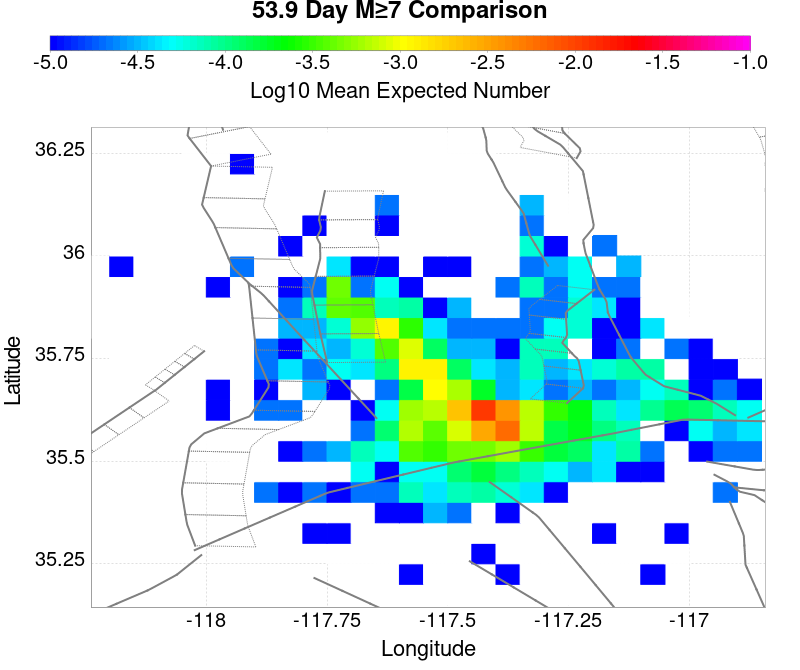 53.9 Day M≥7 Comparison
-5.0 -4.5 -4.0 -3.5 -3.0 -2.5 -2.0 -1.5 -1.0
Log10 Mean Expected Number
36.25
36
35.75
35.5
35.25
Latitude
-118 -117.75 -117.5 -117.25 -117
Longitude